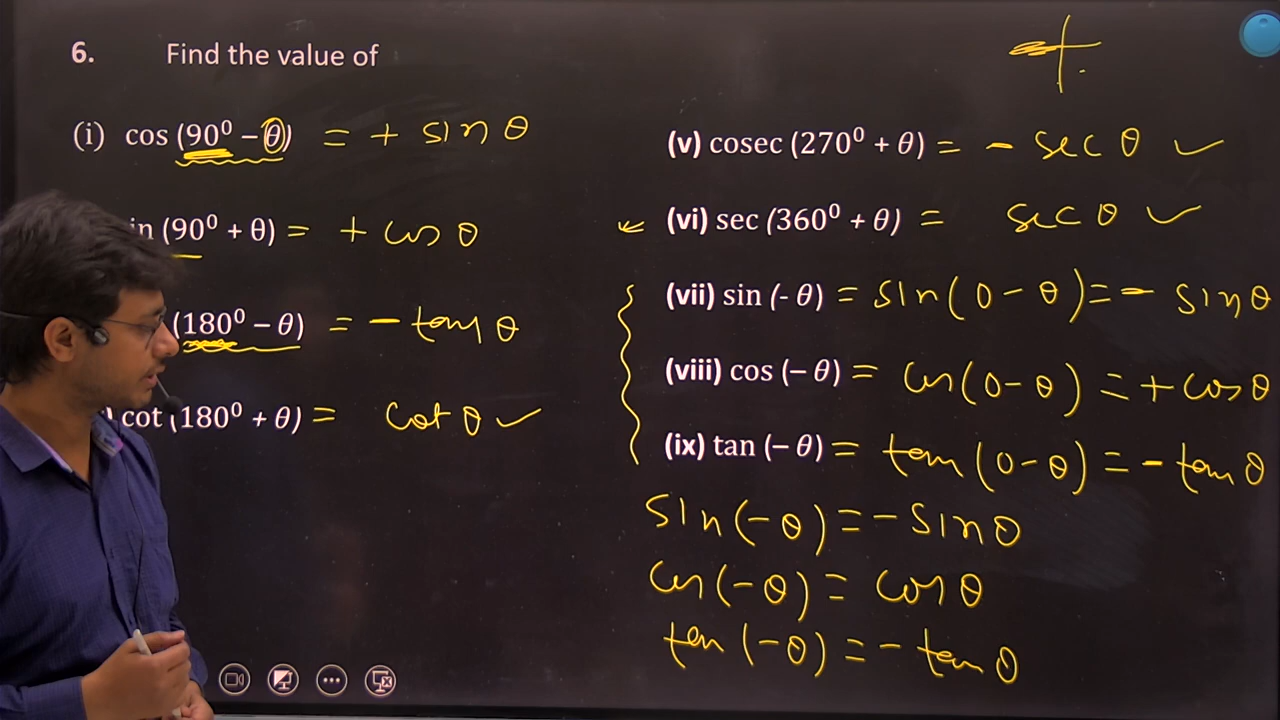 6. Find the value of
(i) cos (90⁰ − θ) = + sin θ
in (90⁰ + θ) = + cos θ
(180⁰ − θ) = − tan θ
) cot (180⁰ + θ) = cot θ ✓
(v) cosec (270⁰ + θ) = − sec θ ✓
(vi) sec (360⁰ + θ) = sec θ ✓
(vii) sin (- θ) = sin(0 − θ) = − sin θ
(viii) cos (− θ) = cos(0 − θ) = + cos θ
(ix) tan (− θ) = tan(0 − θ) = − tan θ
sin(−θ) = − sin θ
cos(−θ) = cos θ
tan(−θ) = − tan θ